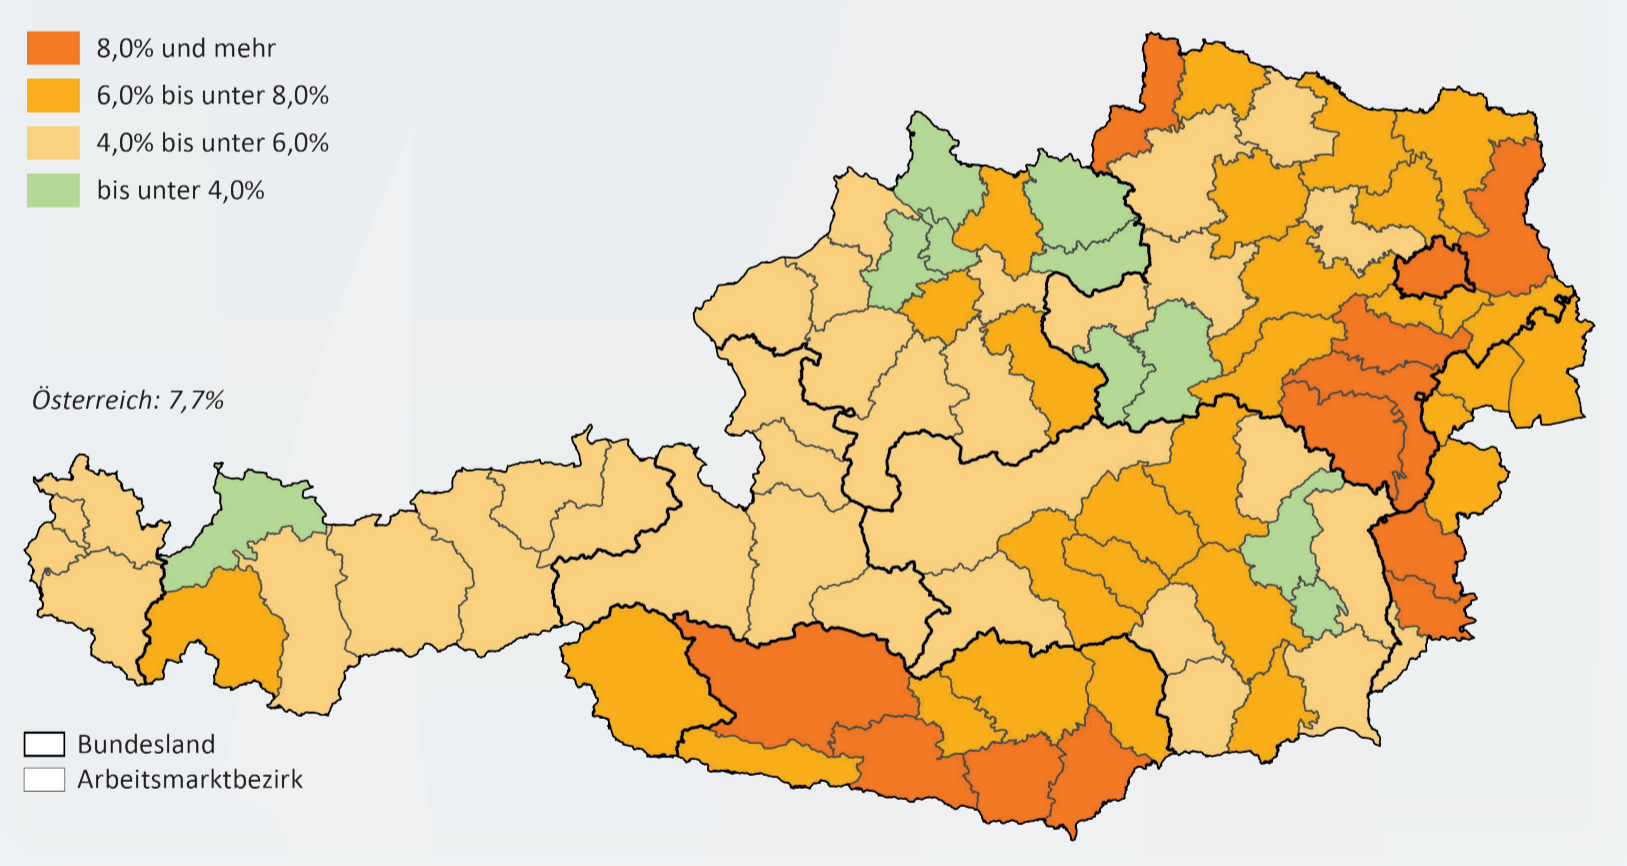 8,0% und mehr
6,0% bis unter 8,0%
4,0% bis unter 6,0%
bis unter 4,0%
Österreich: 7,7%
Bundesland
Arbeitsmarktbezirk